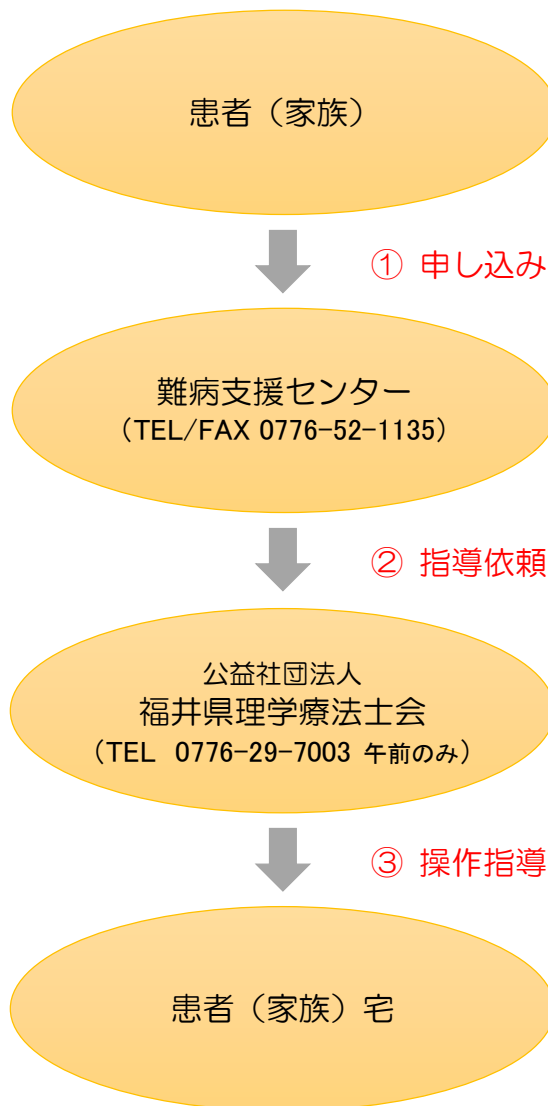 患者（家族）
① 申し込み
難病支援センター
（TEL/FAX 0776-52-1135）
② 指導依頼
公益社団法人
福井県理学療法士会
（TEL 0776-29-7003 午前のみ）
③ 操作指導
患者（家族）宅